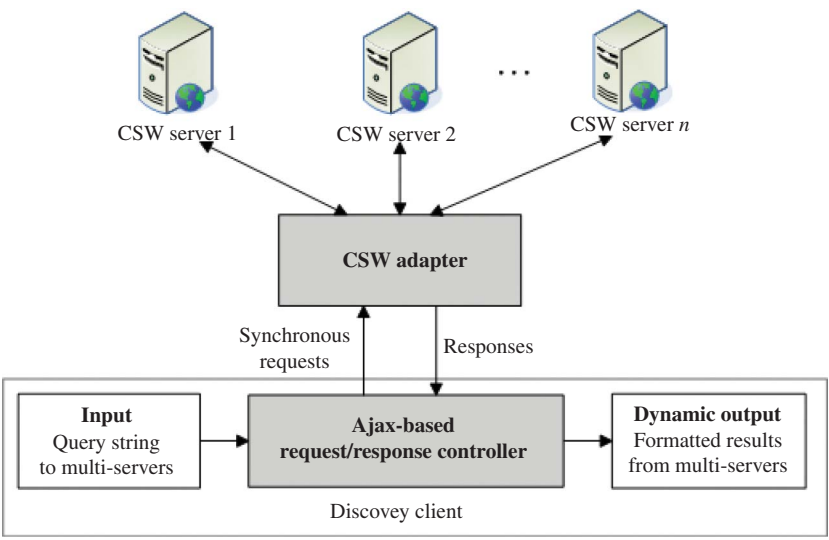 CSW server 1
CSW server 2
...
CSW server n
CSW adapter
Synchronous
requests
Responses
Input
Query string
to multi-servers
Ajax-based
request/response controller
Dynamic output
Formatted results
from multi-servers
Discovey client